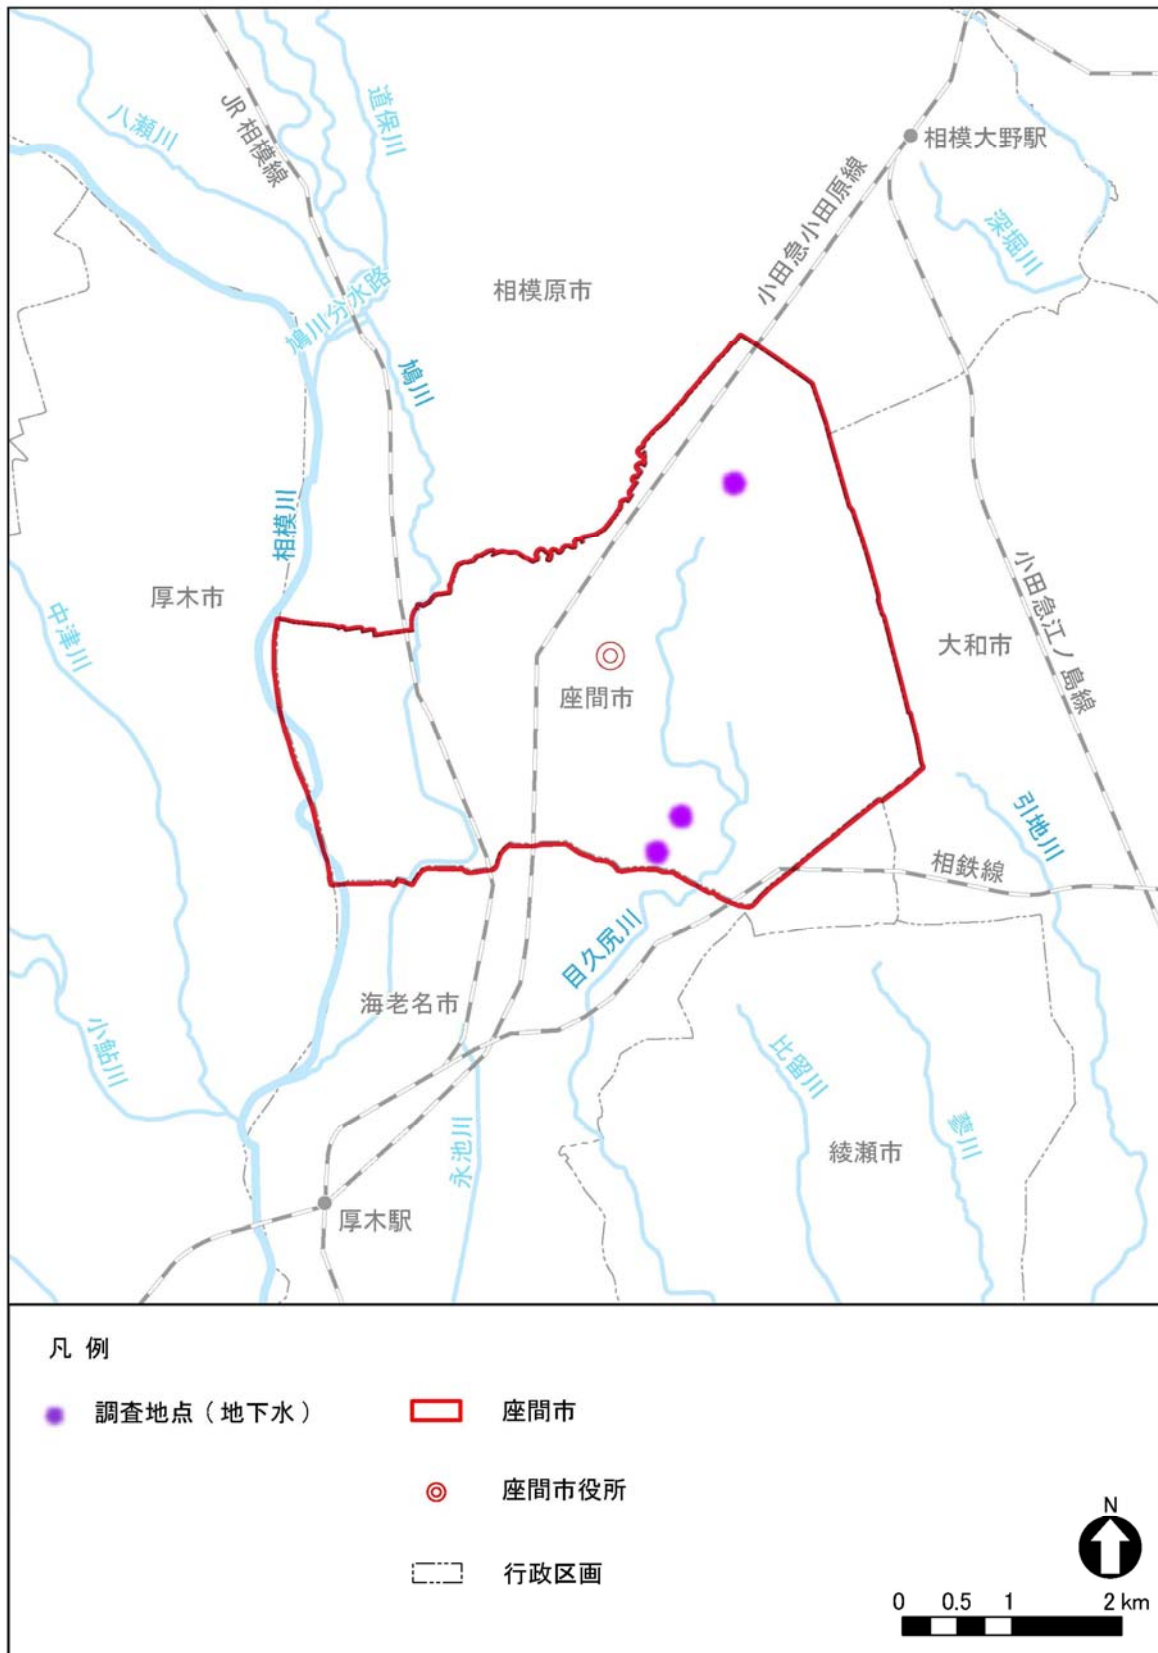 八瀬川
JR 相模線
道保川
相模大野駅
小田急小田原線
深堀川
相模原市
鳩川分水路
鳩川
相模川
厚木市
中津川
座間市
大和市
小田急江ノ島線
引地川
相鉄線
目久尻川
海老名市
小鮎川
比留川
蓼川
永池川
綾瀬市
厚木駅
凡 例
調査地点（地下水）
座間市
座間市役所
行政区画
N
0 0.5 1 2 km